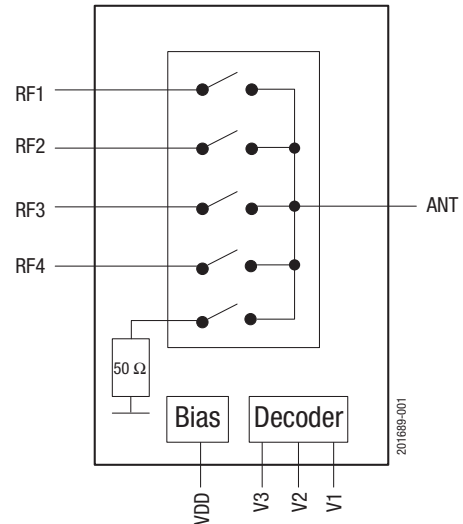 RF1
RF2
RF3
ANT
RF4
50 Ω
Bias
Decoder
VDD
V3
V2
V1
201689-001